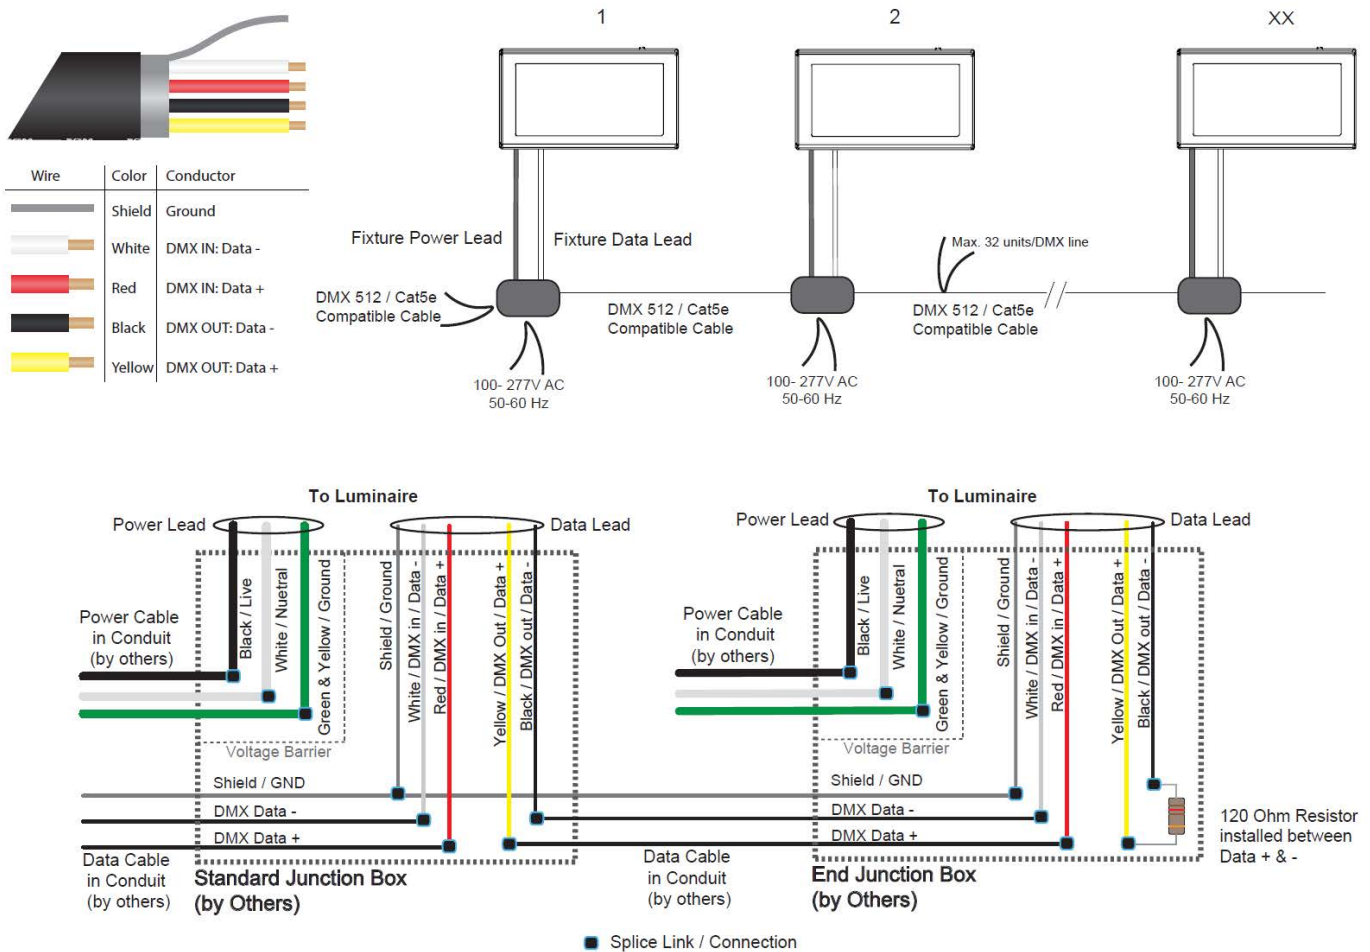 1
2
XX
Wire Color Conductor
Shield Ground
White DMX IN: Data -
Red DMX IN: Data +
Black DMX OUT: Data -
Yellow DMX OUT: Data +
Fixture Power Lead
Fixture Data Lead
Max. 32 units/DMX line
DMX 512 / Cat5e
Compatible Cable
DMX 512 / Cat5e
Compatible Cable
DMX 512 / Cat5e
Compatible Cable
100- 277V AC
50-60 Hz
100- 277V AC
50-60 Hz
100- 277V AC
50-60 Hz
To Luminaire
Power Lead
Data Lead
Power Cable
in Conduit
(by others)
Black / Live
White / Nuetral
Green & Yellow / Ground
Voltage Barrier
Shield / Ground
White / DMX in / Data -
Red / DMX in / Data +
Yellow / DMX Out / Data +
Black / DMX out / Data -
Shield / GND
DMX Data -
DMX Data +
Data Cable
in Conduit
(by others)
Standard Junction Box
(by Others)
To Luminaire
Power Lead
Data Lead
Power Cable
in Conduit
(by others)
Black / Live
White / Nuetral
Green & Yellow / Ground
Voltage Barrier
Shield / Ground
White / DMX in / Data -
Red / DMX in / Data +
Yellow / DMX Out / Data +
Black / DMX out / Data -
Shield / GND
DMX Data -
DMX Data +
120 Ohm Resistor
installed between
Data + & -
Data Cable
in Conduit
(by others)
End Junction Box
(by Others)
Splice Link / Connection